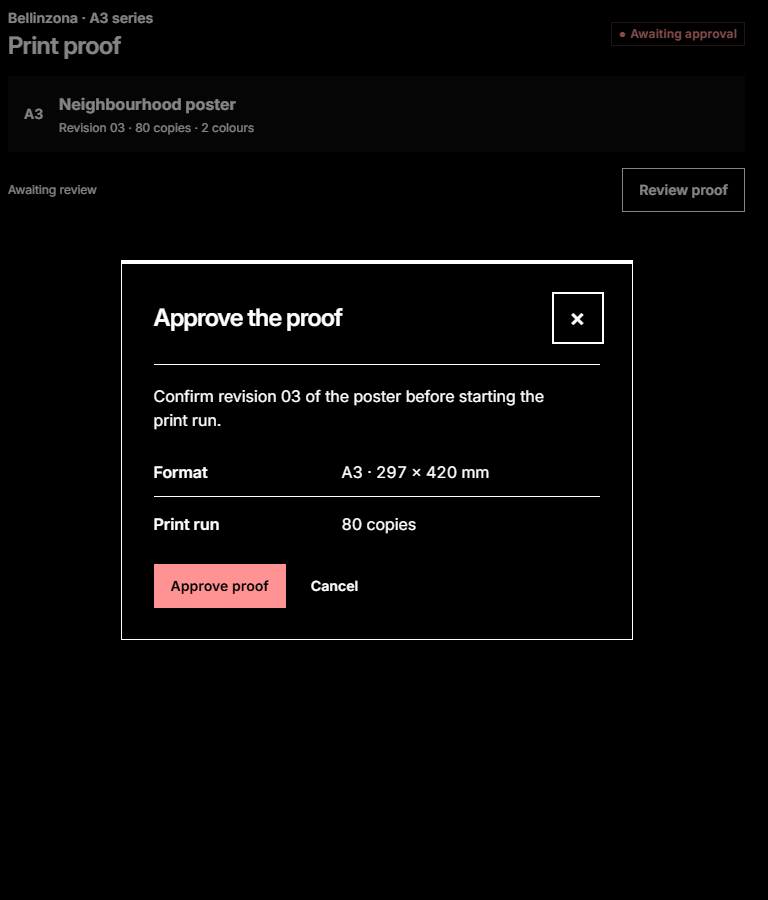 Bellinzona · A3 series
Print proof
● Awaiting approval
A3
Neighbourhood poster
Revision 03 · 80 copies · 2 colours
Awaiting review
Review proof
Approve the proof
×
Confirm revision 03 of the poster before starting the
print run.
Format
A3 · 297 × 420 mm
Print run
80 copies
Approve proof
Cancel